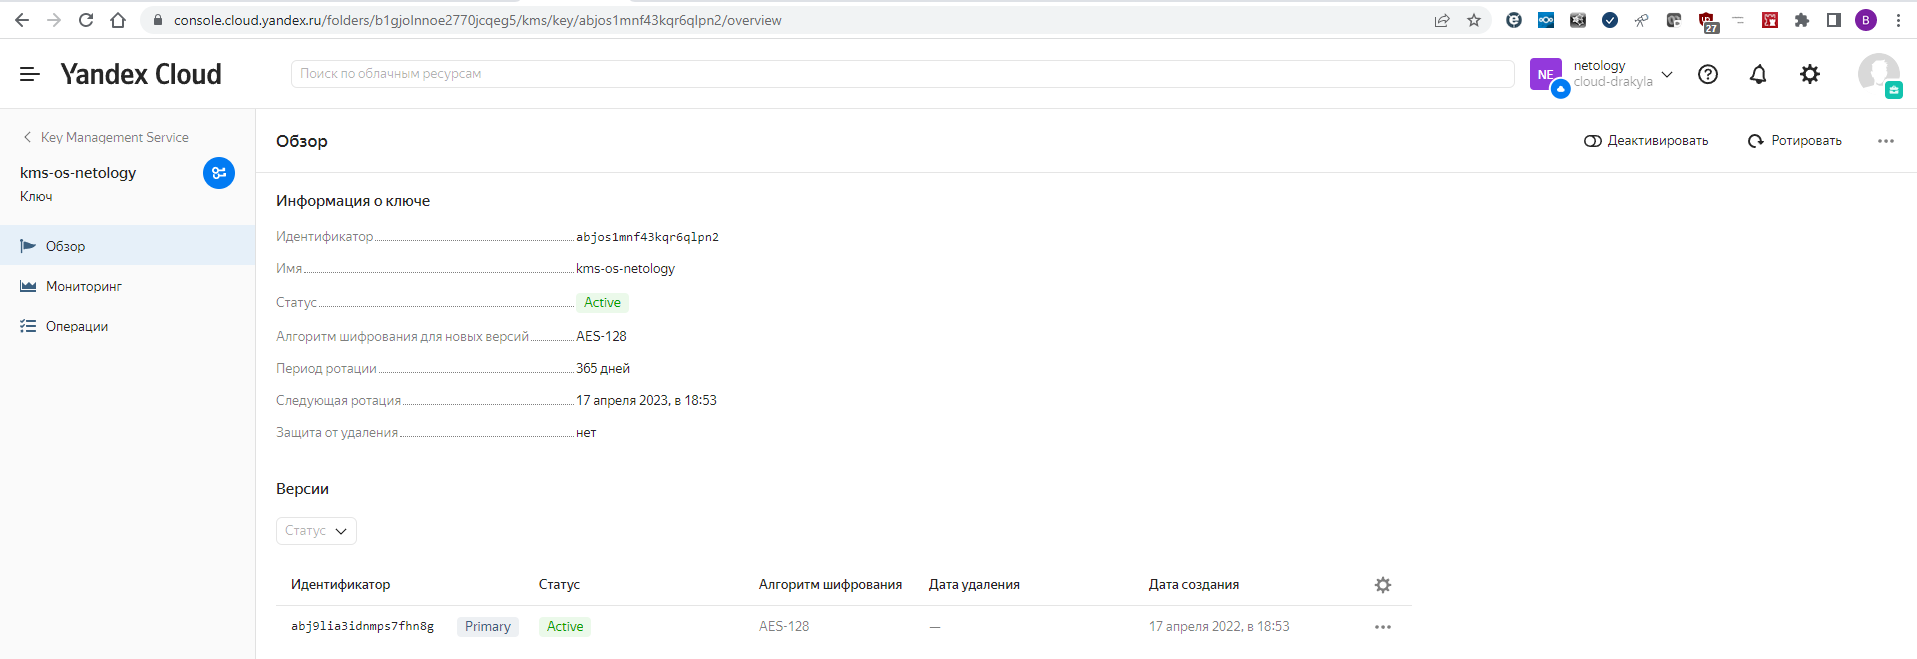 console.cloud.yandex.ru/folders/b1gjolnnoe2770jcqeg5/kms/key/abjos1mnf43kqr6qlpn2/overview
27
B
Yandex Cloud
Поиск по облачным ресурсам
NE
netology
cloud-drakyla
Key Management Service
kms-os-netology
Ключ
Обзор
Мониторинг
Операции
Обзор
Деактивировать
Ротировать
Информация о ключе
Идентификатор abjos1mnf43kqr6qlpn2
Имя kms-os-netology
Статус Active
Алгоритм шифрования для новых версий AES-128
Период ротации 365 дней
Следующая ротация 17 апреля 2023, в 18:53
Защита от удаления нет
Версии
Статус
Идентификатор Статус Алгоритм шифрования Дата удаления Дата создания
abj9lia3idnmps7fhn8g Primary Active AES-128 — 17 апреля 2022, в 18:53